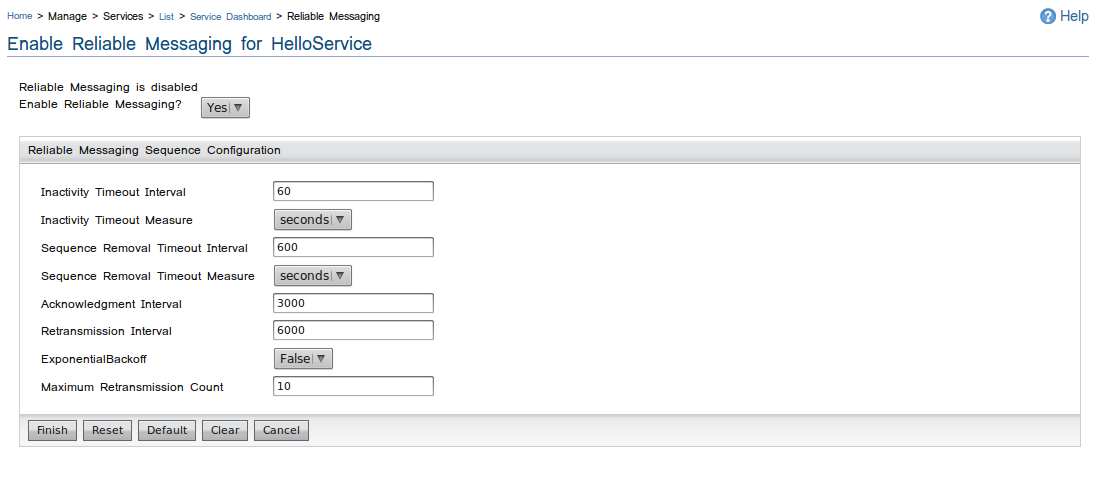 Home > Manage > Services > List > Service Dashboard > Reliable Messaging
? Help
Enable Reliable Messaging for HelloService
Reliable Messaging is disabled
Enable Reliable Messaging? Yes
Reliable Messaging Sequence Configuration
Inactivity Timeout Interval 60
Inactivity Timeout Measure seconds
Sequence Removal Timeout Interval 600
Sequence Removal Timeout Measure seconds
Acknowledgment Interval 3000
Retransmission Interval 6000
ExponentialBackoff False
Maximum Retransmission Count 10
Finish Reset Default Clear Cancel